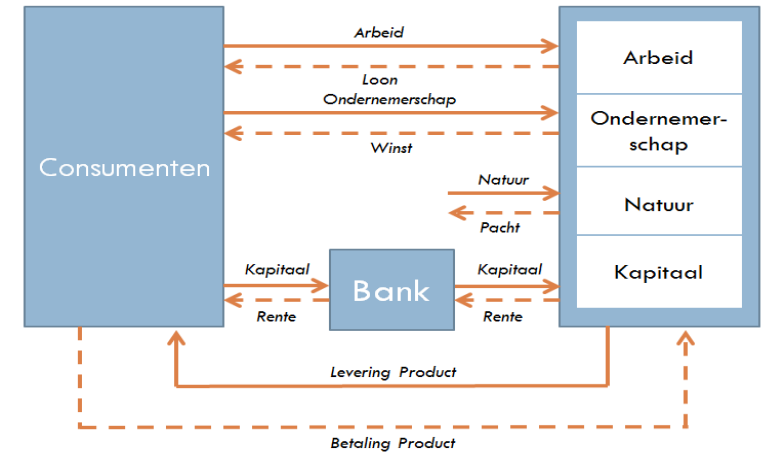 Arbeid
Loon
Ondernemerschap
Winst
Consumenten
Natuur
Pacht
Kapitaal
Rente
Bank
Kapitaal
Rente
Arbeid
Ondernemer-
schap
Natuur
Kapitaal
Levering Product
Betaling Product